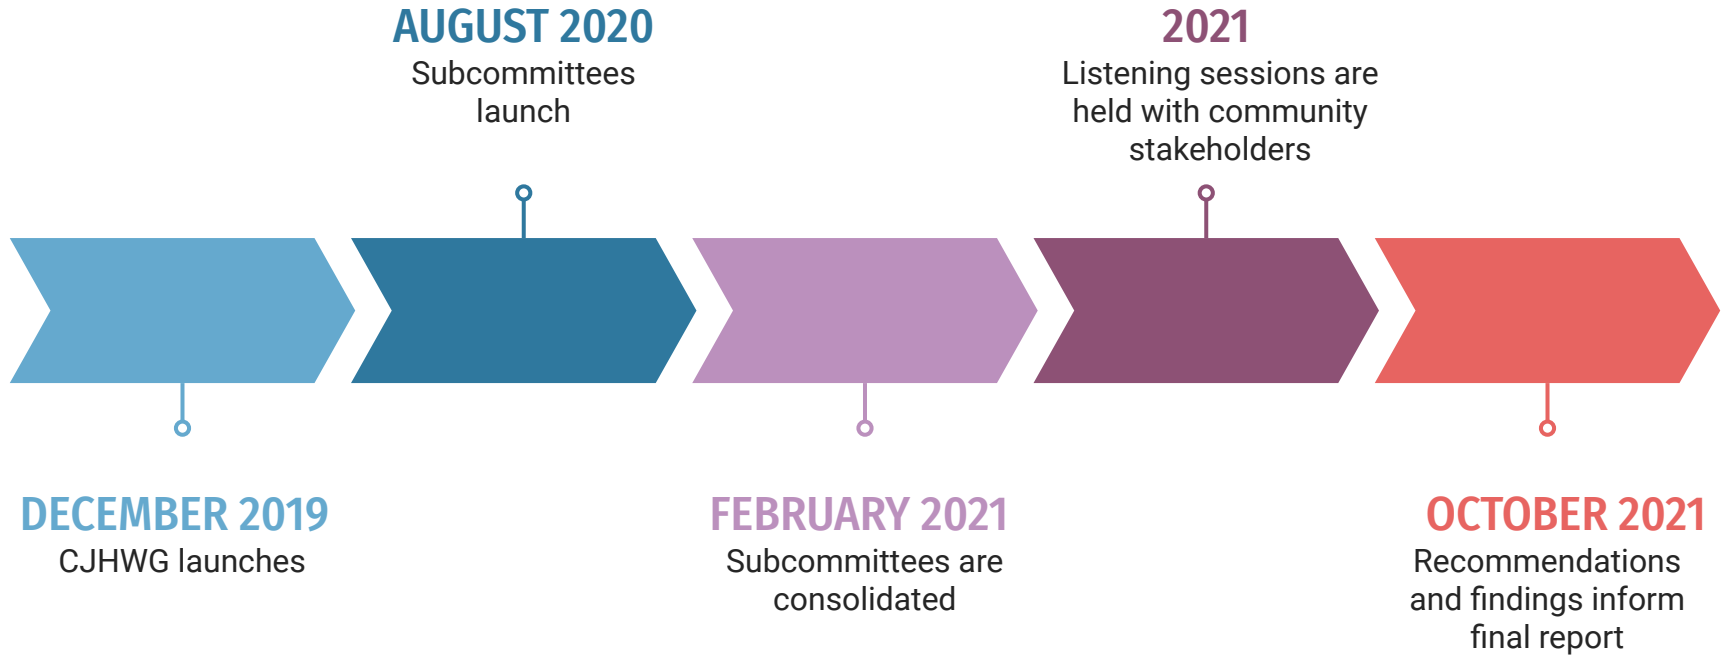 AUGUST 2020
Subcommittees
launch
2021
Listening sessions are
held with community
stakeholders
DECEMBER 2019
CJHWG launches
FEBRUARY 2021
Subcommittees are
consolidated
OCTOBER 2021
Recommendations
and findings inform
final report